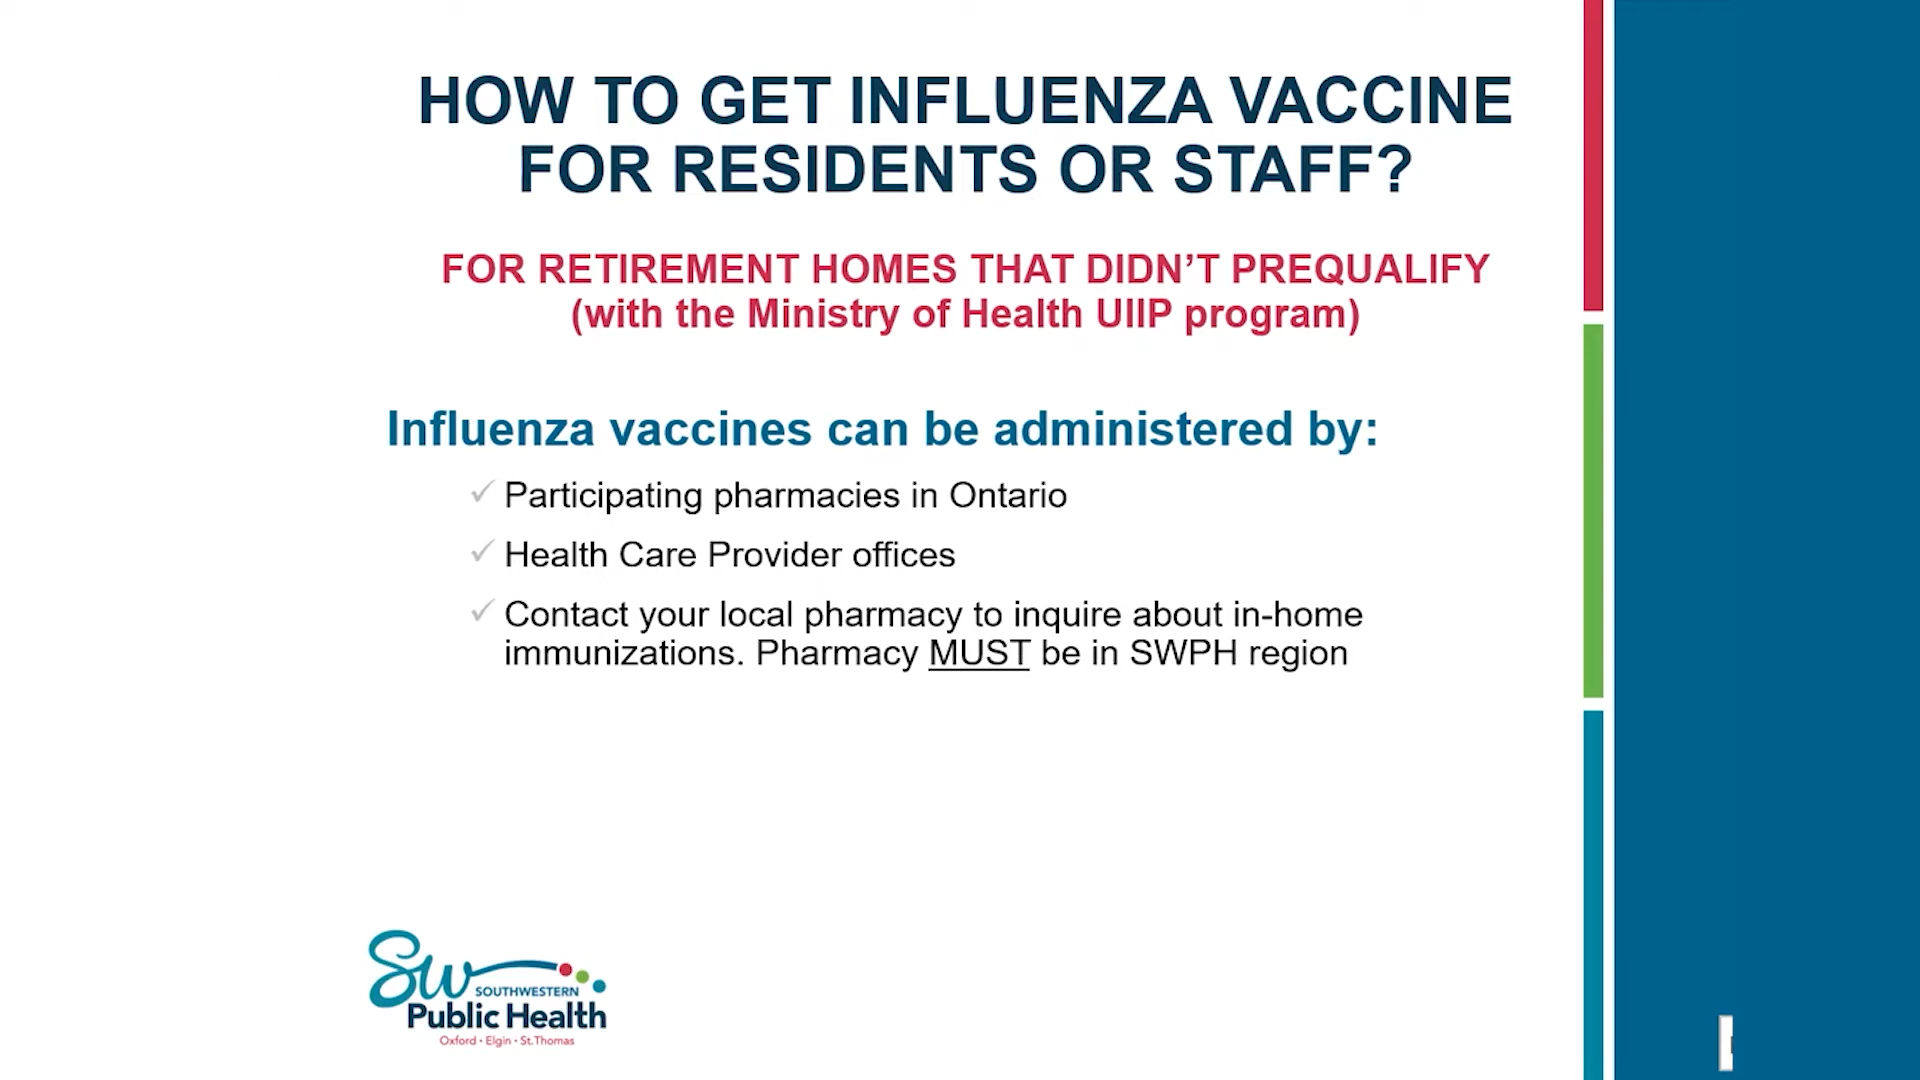 HOW TO GET INFLUENZA VACCINE
FOR RESIDENTS OR STAFF?
FOR RETIREMENT HOMES THAT DIDN’T PREQUALIFY
(with the Ministry of Health UIIP program)
Influenza vaccines can be administered by:
✓ Participating pharmacies in Ontario
✓ Health Care Provider offices
✓ Contact your local pharmacy to inquire about in-home
immunizations. Pharmacy MUST be in SWPH region
SW
SOUTHWESTERN
Public Health
Oxford • Elgin • St.Thomas